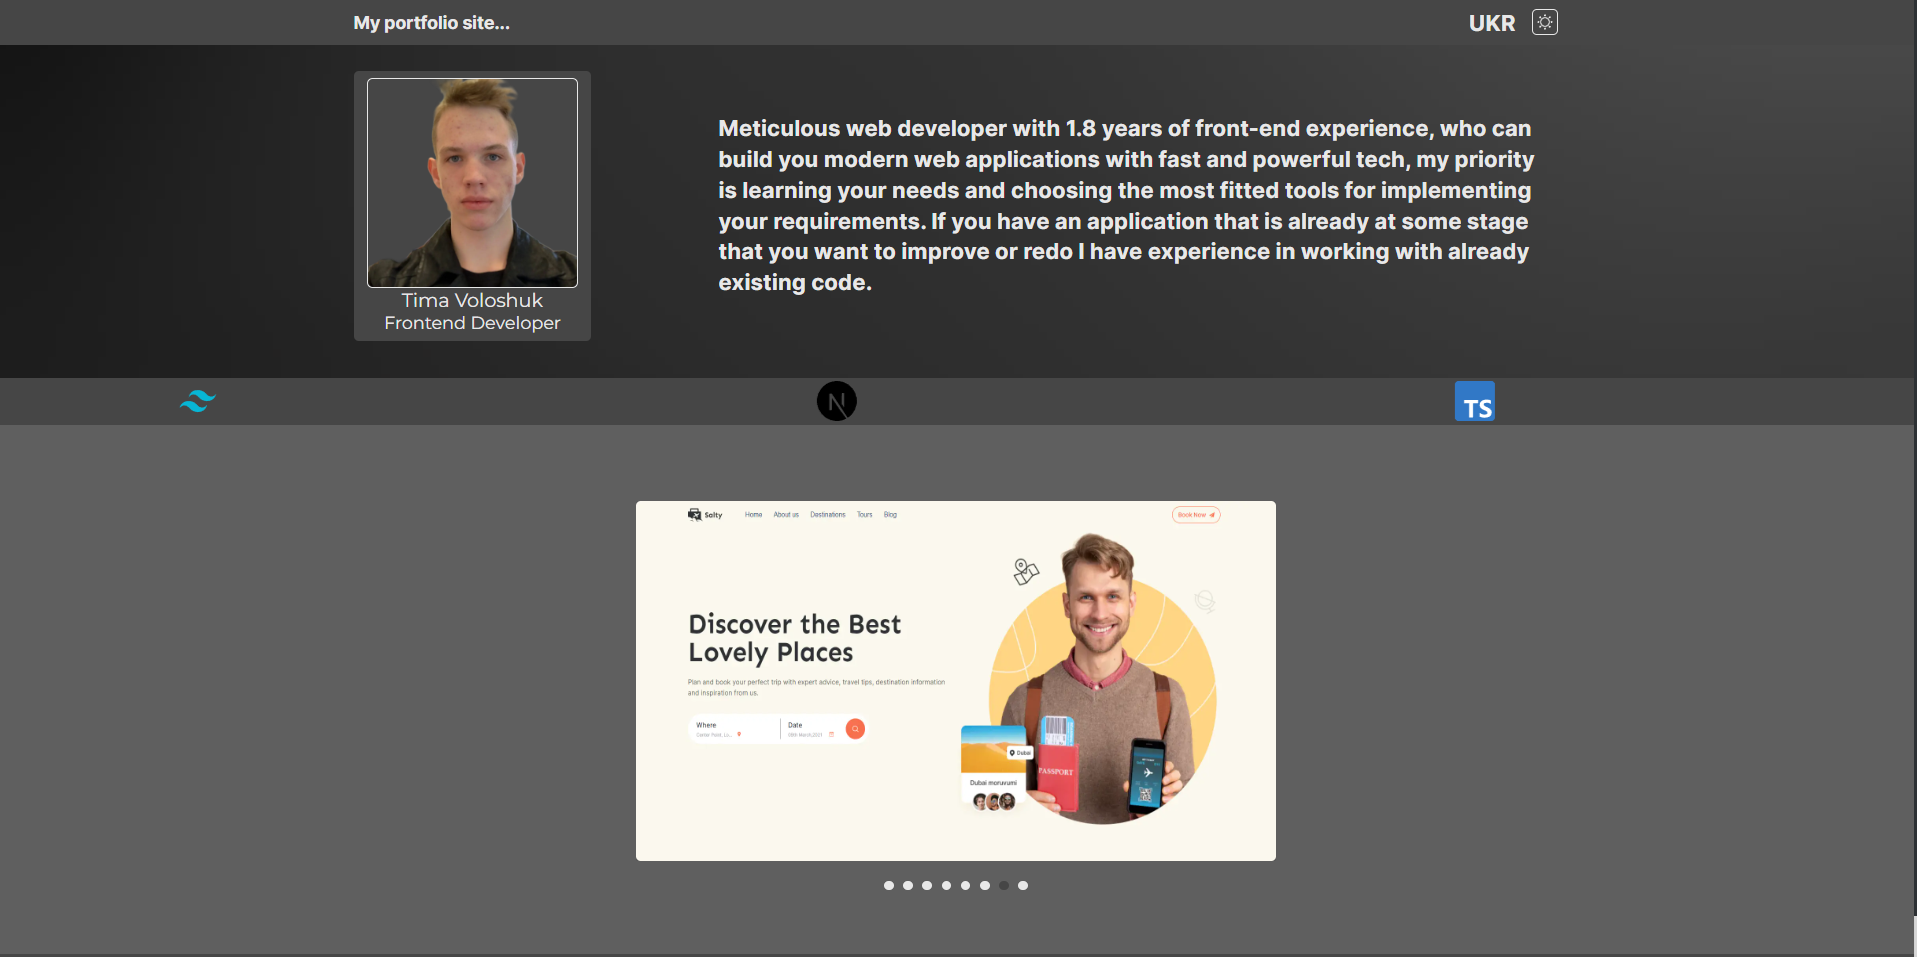 My portfolio site...
UKR
Meticulous web developer with 1.8 years of front-end experience, who can
build you modern web applications with fast and powerful tech, my priority
is learning your needs and choosing the most fitted tools for implementing
your requirements. If you have an application that is already at some stage
that you want to improve or redo I have experience in working with already
existing code.
Tima Voloshuk
Frontend Developer
N
TS
Salty
Home About us Destinations Tours Blog
Book Now
Discover the Best
Lovely Places
Plan and book your perfect trip with expert advice, travel tips, destination information
and inspiration from us.
Where
Date
Dubai
PASSPORT
Dubai moruvumi